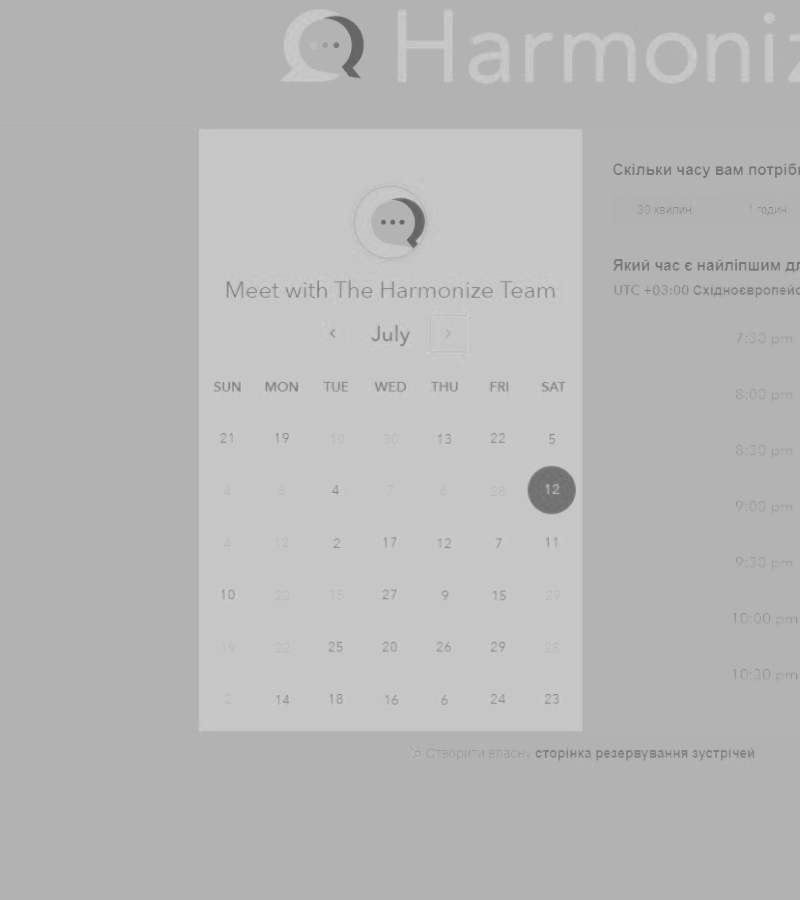 Harmoniz
Скільки часу вам потріб
30 хвилин 1 годин
Який час є найліпшим дл
UTC +03:00 Східноєвропейс
Meet with The Harmonize Team
July
SUN MON TUE WED THU FRI SAT
21 19 10 30 13 22 5
4 8 4 7 6 28 12
4 12 2 17 12 7 11
10 22 15 27 9 15 29
19 22 25 20 26 29 28
2 14 18 16 6 24 23
7:30 pm
8:00 pm
8:30 pm
9:00 pm
9:30 pm
10:00 pm
10:30 pm
Створити власну сторінка резервування зустрічей